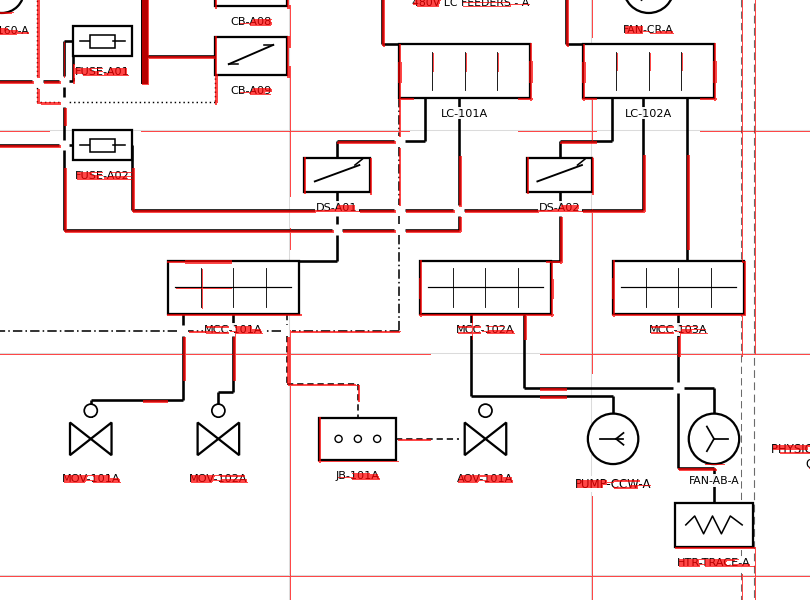 CB-A08
480V LC FEEDERS - A
160-A
FAN-CR-A
FUSE-A01
CB-A09
LC-101A
LC-102A
FUSE-A02
DS-A01
DS-A02
MCC-101A
MCC-102A
MCC-103A
MOV-101A
MOV-102A
JB-101A
AOV-101A
PUMP-CCW-A
FAN-AB-A
PHYSIC
HTR-TRACE-A